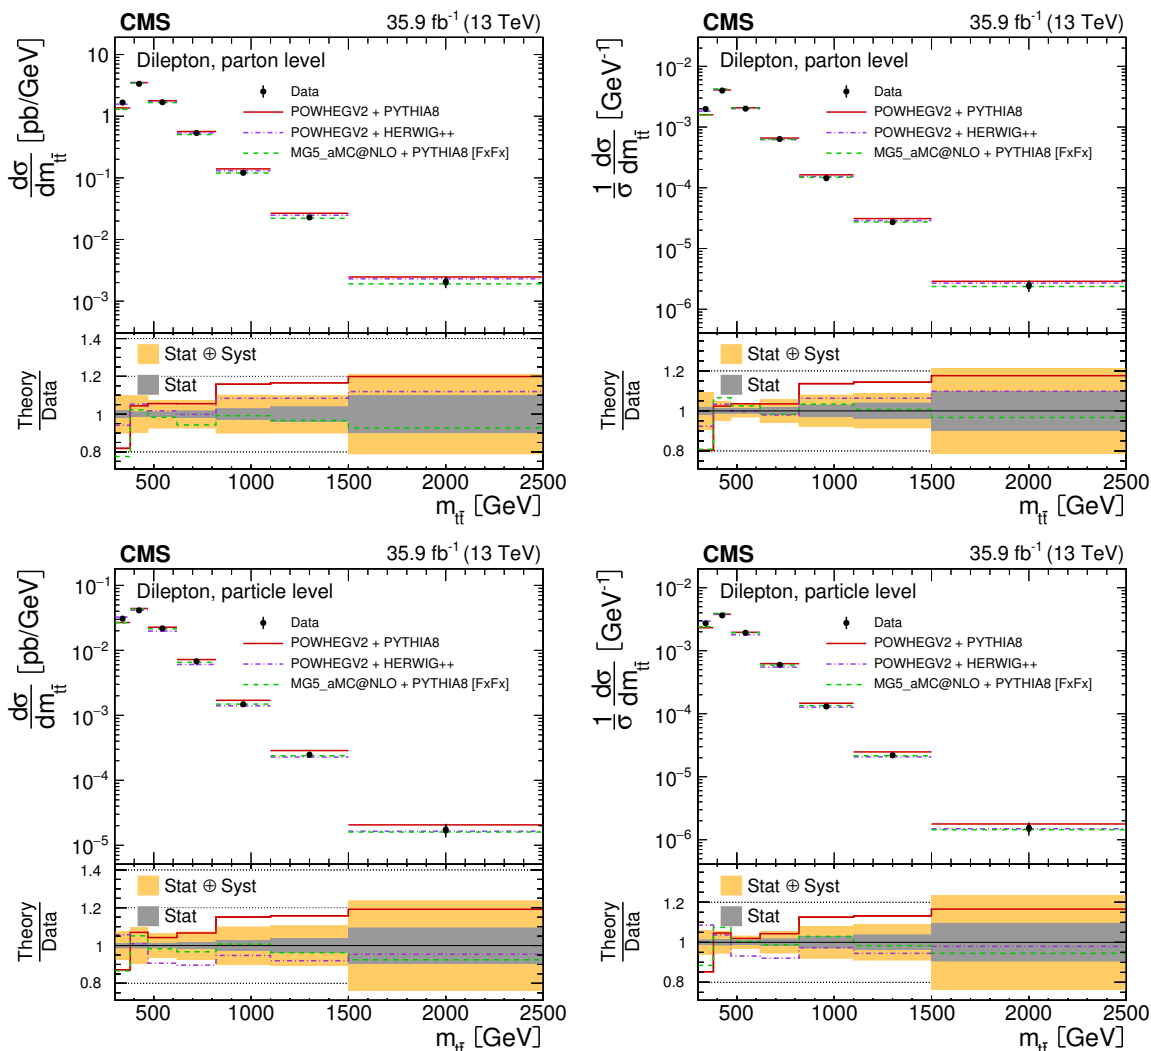 CMS 35.9 fb⁻¹ (13 TeV)
Dilepton, parton level
Data
POWHEGV2 + PYTHIA8
POWHEGV2 + HERWIG++
MG5_aMC@NLO + PYTHIA8 [FxFx]
dσ/dm_tt̄ [pb/GeV]
10
1
10⁻¹
10⁻²
10⁻³
Stat ⊕ Syst
Stat
Theory/Data
1.4
1.2
1
0.8
500 1000 1500 2000 2500
m_tt̄ [GeV]
CMS 35.9 fb⁻¹ (13 TeV)
Dilepton, parton level
Data
POWHEGV2 + PYTHIA8
POWHEGV2 + HERWIG++
MG5_aMC@NLO + PYTHIA8 [FxFx]
1/σ dσ/dm_tt̄ [GeV⁻¹]
10⁻²
10⁻³
10⁻⁴
10⁻⁵
10⁻⁶
Stat ⊕ Syst
Stat
Theory/Data
1.2
1
0.8
500 1000 1500 2000 2500
m_tt̄ [GeV]
CMS 35.9 fb⁻¹ (13 TeV)
Dilepton, particle level
Data
POWHEGV2 + PYTHIA8
POWHEGV2 + HERWIG++
MG5_aMC@NLO + PYTHIA8 [FxFx]
dσ/dm_tt̄ [pb/GeV]
10⁻¹
10⁻²
10⁻³
10⁻⁴
10⁻⁵
Stat ⊕ Syst
Stat
Theory/Data
1.4
1.2
1
0.8
500 1000 1500 2000 2500
m_tt̄ [GeV]
CMS 35.9 fb⁻¹ (13 TeV)
Dilepton, particle level
Data
POWHEGV2 + PYTHIA8
POWHEGV2 + HERWIG++
MG5_aMC@NLO + PYTHIA8 [FxFx]
1/σ dσ/dm_tt̄ [GeV⁻¹]
10⁻²
10⁻³
10⁻⁴
10⁻⁵
10⁻⁶
Stat ⊕ Syst
Stat
Theory/Data
1.2
1
0.8
500 1000 1500 2000 2500
m_tt̄ [GeV]